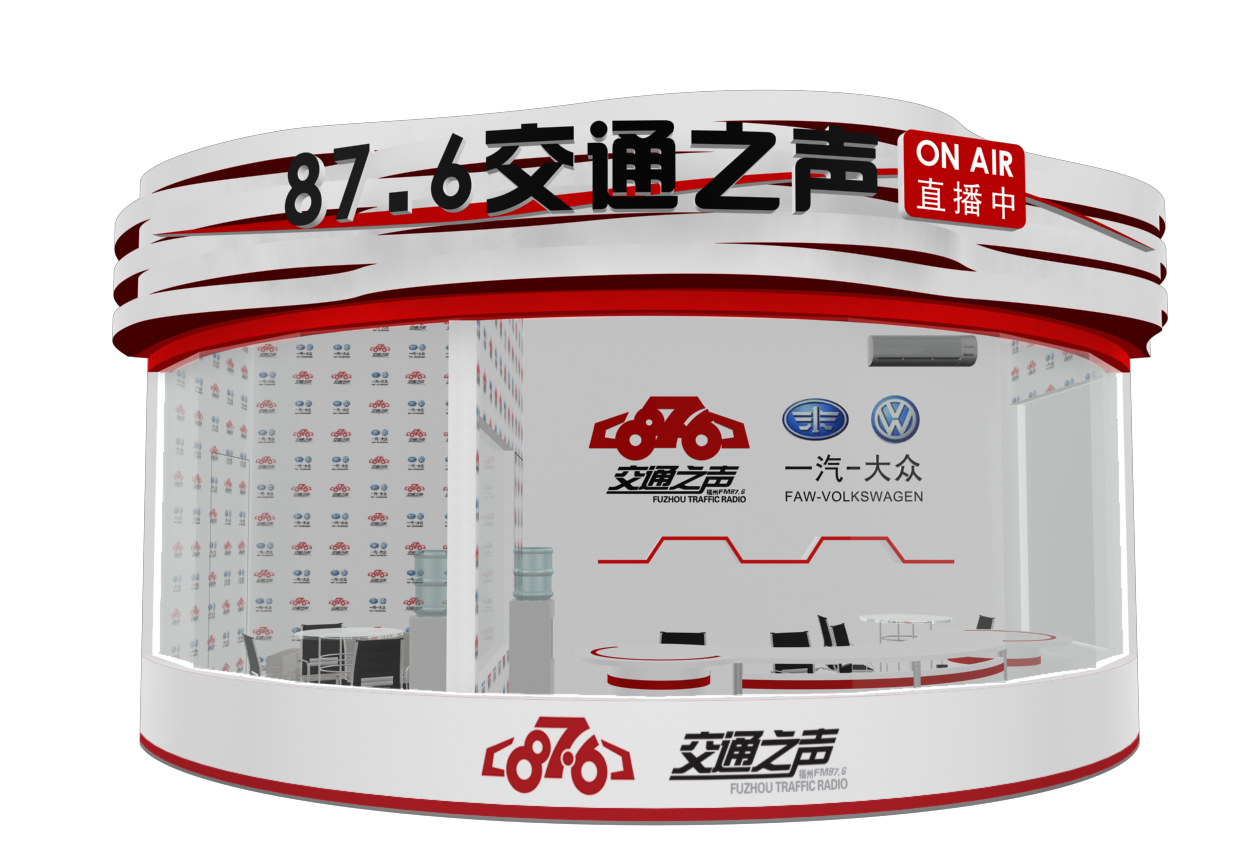 87.6交通之声
ON AIR
直播中
876
交通之声
福州FM87.6
FUZHOU TRAFFIC RADIO
一汽-大众
FAW-VOLKSWAGEN
87.6
交通之声
福州FM87.6
FUZHOU TRAFFIC RADIO